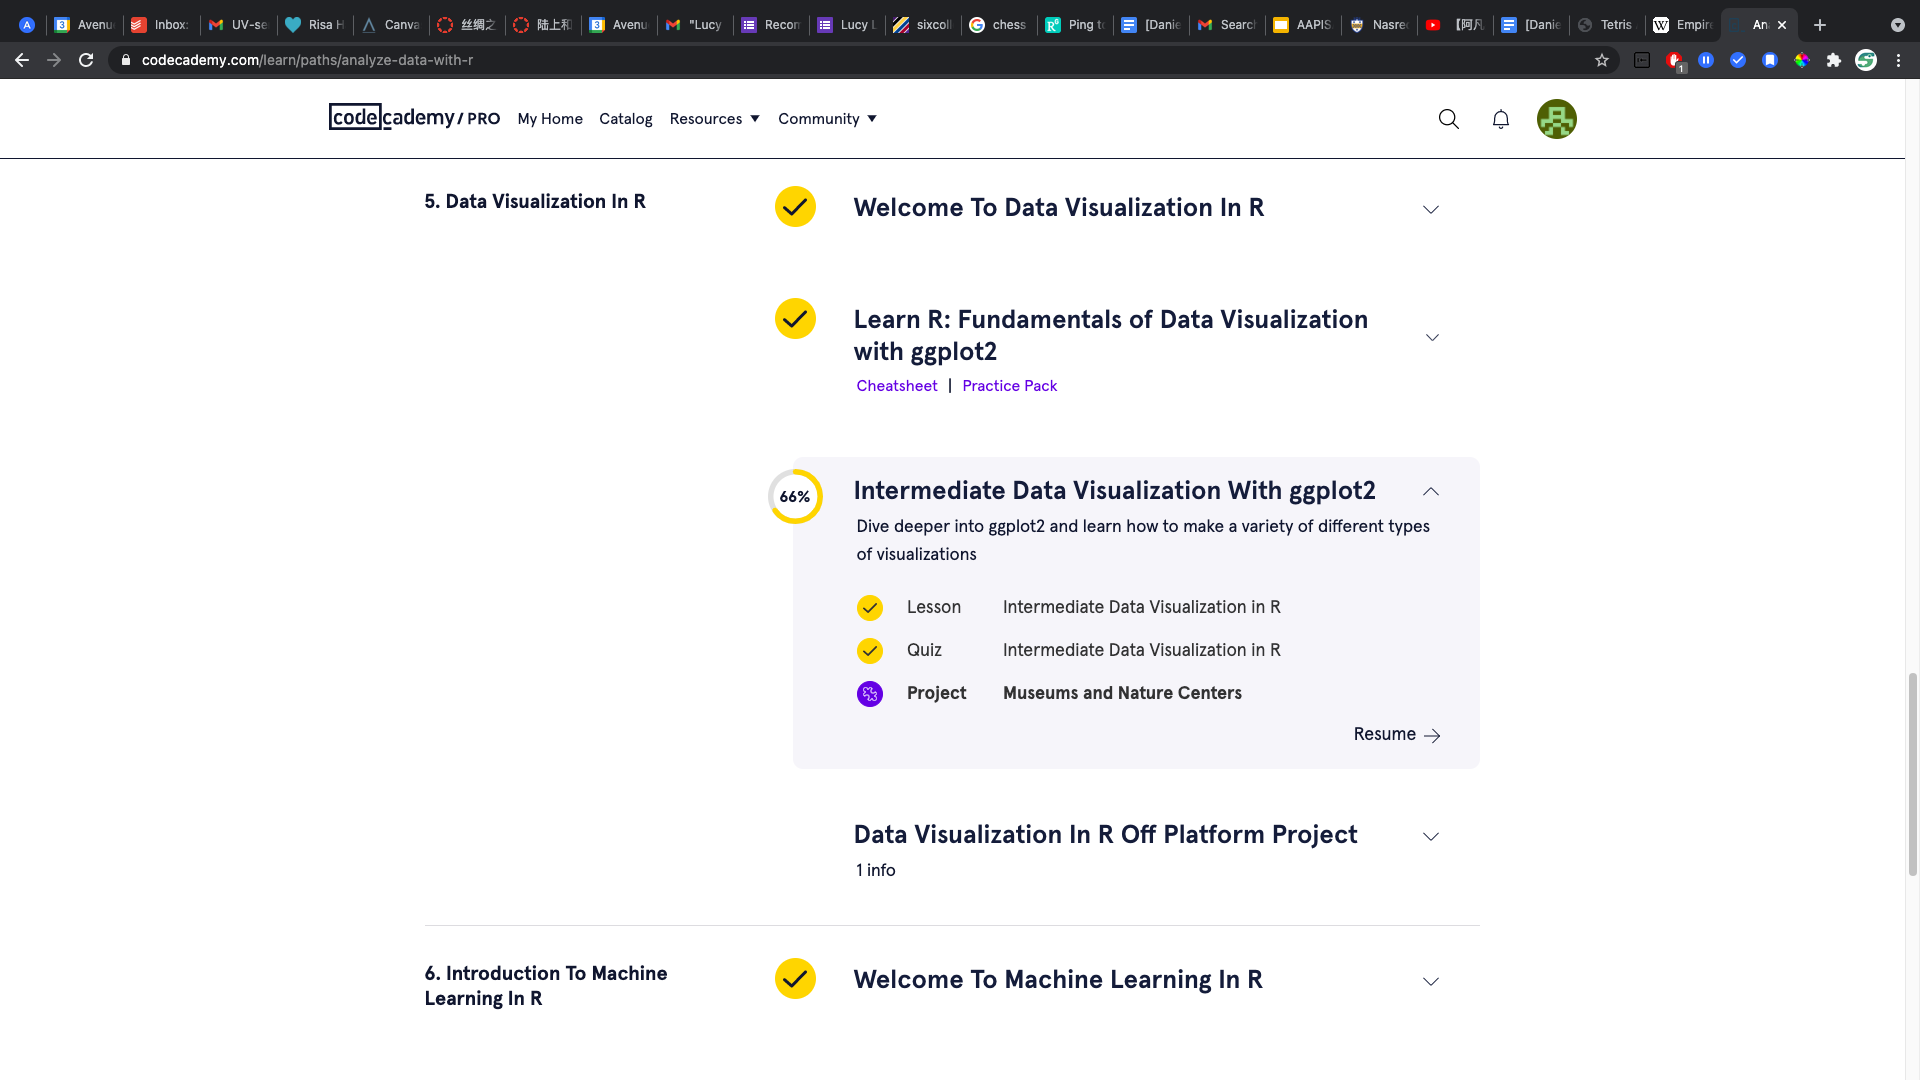 Avenu
Inbox:
UV-se
Risa H
Canva
丝绸之
陆上和
Avenu
"Lucy
Recon
Lucy L
sixcoll
chess
Ping to
[Danie
Search
AAPIS
Nasred
【阿凡
[Danie
Tetris
Empire
An
codecademy.com/learn/paths/analyze-data-with-r
1
codecademy / PRO
My Home
Catalog
Resources
Community
5. Data Visualization In R
Welcome To Data Visualization In R
Learn R: Fundamentals of Data Visualization
with ggplot2
Cheatsheet | Practice Pack
66%
Intermediate Data Visualization With ggplot2
Dive deeper into ggplot2 and learn how to make a variety of different types
of visualizations
Lesson Intermediate Data Visualization in R
Quiz Intermediate Data Visualization in R
Project Museums and Nature Centers
Resume
Data Visualization In R Off Platform Project
1 info
6. Introduction To Machine
Learning In R
Welcome To Machine Learning In R